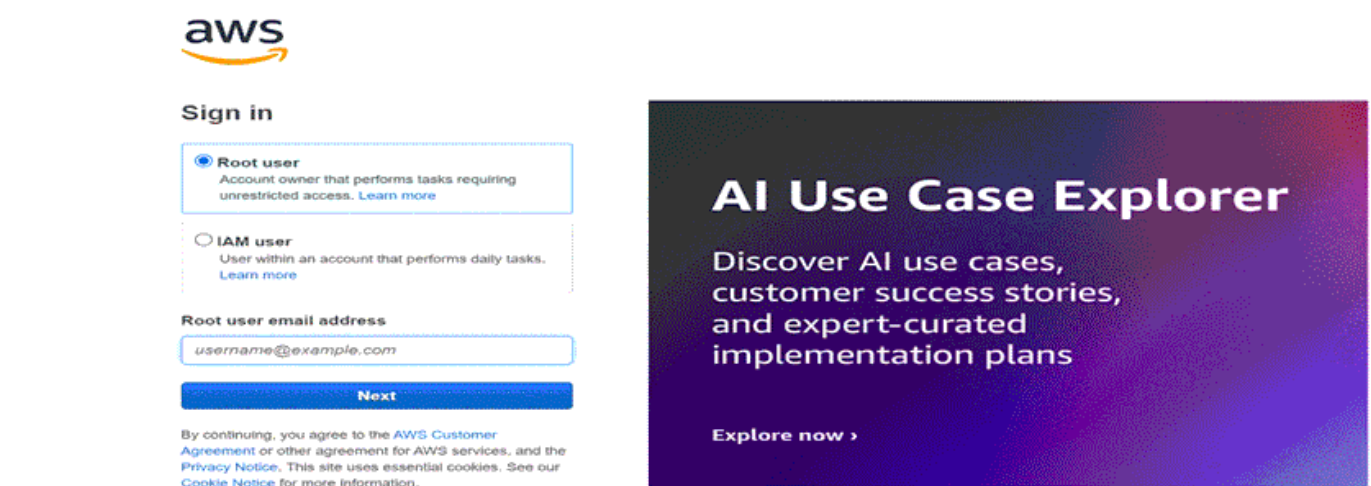 aws
Sign in
Root user
Account owner that performs tasks requiring
unrestricted access. Learn more
IAM user
User within an account that performs daily tasks.
Learn more
Root user email address
username@example.com
Next
By continuing, you agree to the AWS Customer
Agreement or other agreement for AWS services, and the
Privacy Notice. This site uses essential cookies. See our
Cookie Notice for more information.
AI Use Case Explorer
Discover AI use cases,
customer success stories,
and expert-curated
implementation plans
Explore now ›